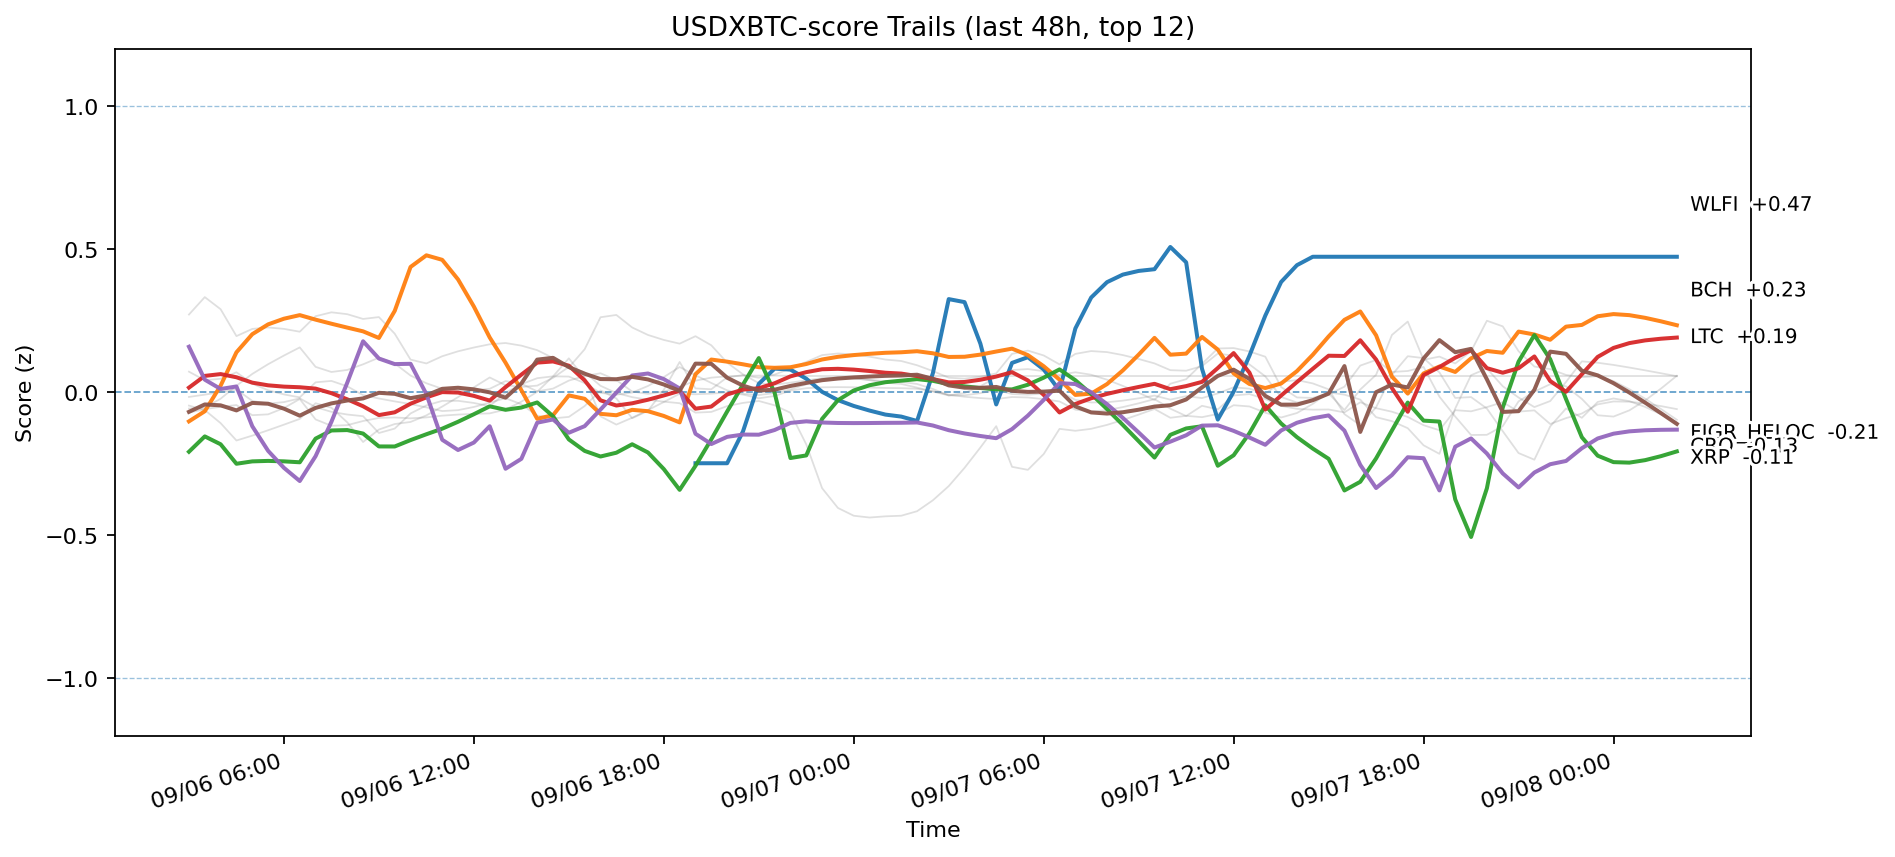 USDXBTC-score Trails (last 48h, top 12)
Score (z)
1.0
0.5
0.0
−0.5
−1.0
WLFI +0.47
BCH +0.23
LTC +0.19
FIGR_HELOC -0.21
CRO -0.13
XRP -0.11
09/06 06:00
09/06 12:00
09/06 18:00
09/07 00:00
09/07 06:00
09/07 12:00
09/07 18:00
09/08 00:00
Time